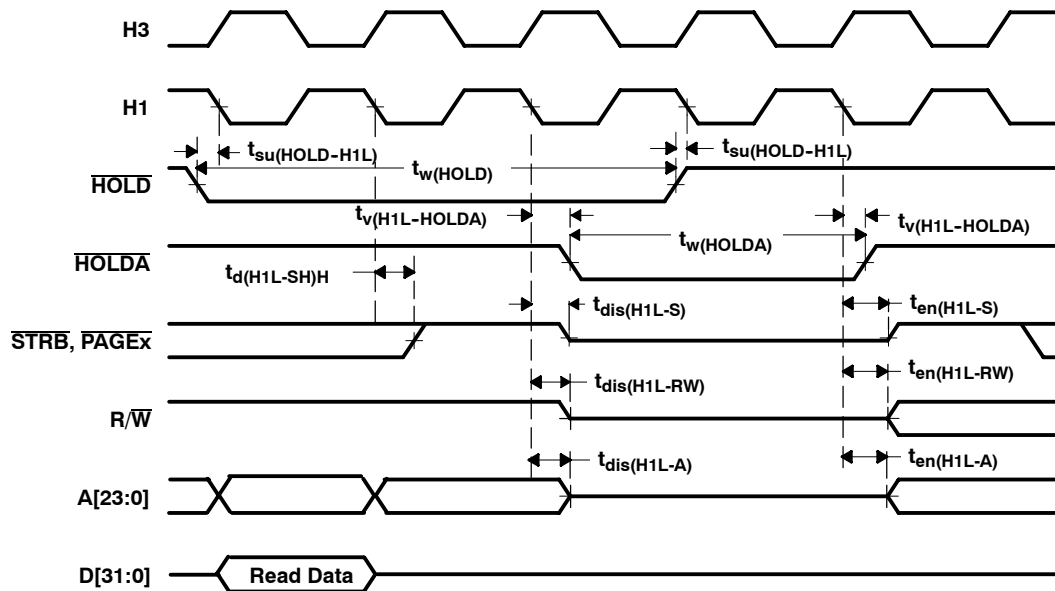 H3
H1
tsu(HOLD-H1L)
tsu(HOLD-H1L)
tw(HOLD)
HOLD
tv(H1L-HOLDA)
tv(H1L-HOLDA)
tw(HOLDA)
HOLDA
td(H1L-SH)H
tdis(H1L-S)
ten(H1L-S)
STRB, PAGEx
tdis(H1L-RW)
ten(H1L-RW)
R/W
tdis(H1L-A)
ten(H1L-A)
A[23:0]
D[31:0]
Read Data